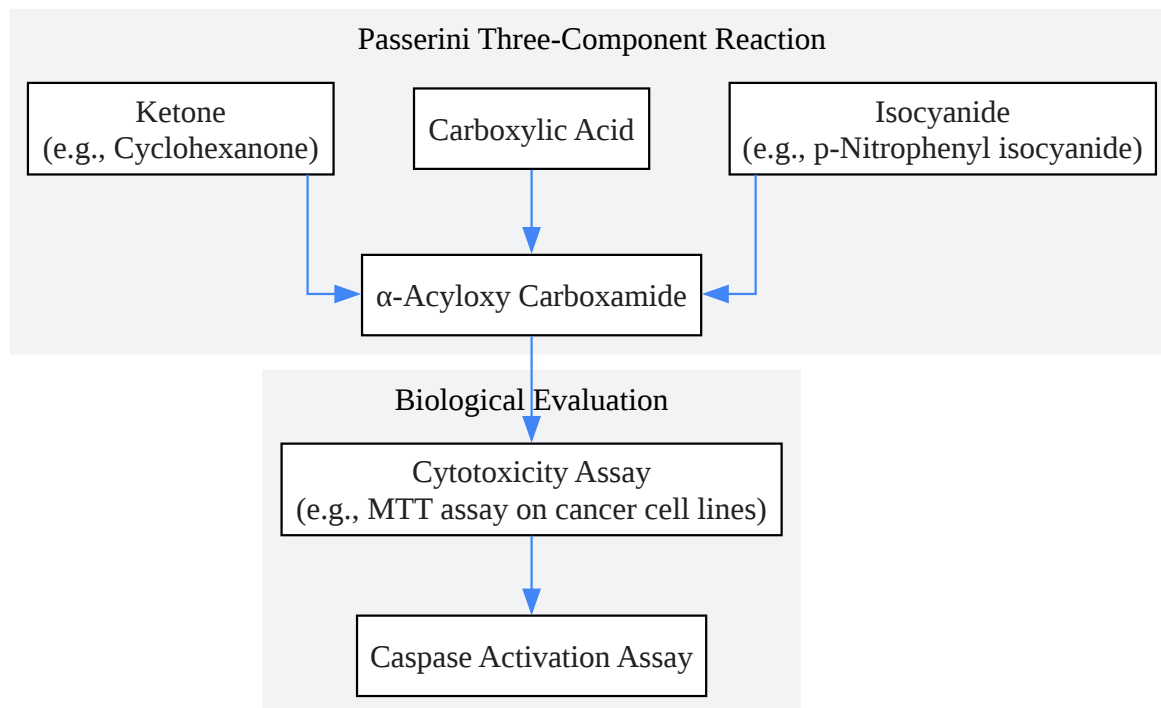 Passerini Three-Component Reaction
Ketone
(e.g., Cyclohexanone)
Carboxylic Acid
Isocyanide
(e.g., p-Nitrophenyl isocyanide)
α-Acyloxy Carboxamide
Biological Evaluation
Cytotoxicity Assay
(e.g., MTT assay on cancer cell lines)
Caspase Activation Assay